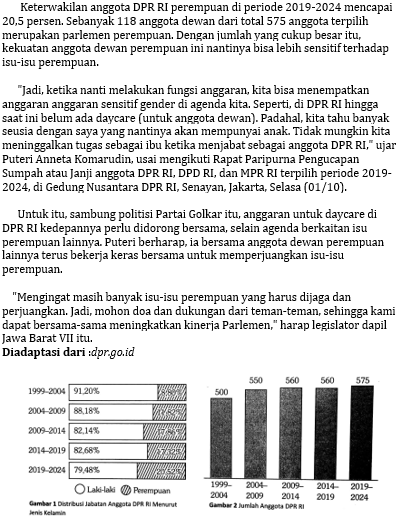 Keterwakilan anggota DPR RI perempuan di periode 2019-2024 mencapai
20,5 persen. Sebanyak 118 anggota dewan dari total 575 anggota terpilih
merupakan parlemen perempuan. Dengan jumlah yang cukup besar itu,
kekuatan anggota dewan perempuan ini nantinya bisa lebih sensitif terhadap
isu-isu perempuan.
"Jadi, ketika nanti melakukan fungsi anggaran, kita bisa menempatkan
anggaran anggaran sensitif gender di agenda kita. Seperti, di DPR RI hingga
saat ini belum ada daycare (untuk anggota dewan). Padahal, kita tahu banyak
seusia dengan saya yang nantinya akan mempunyai anak. Tidak mungkin kita
meninggalkan tugas sebagai ibu ketika menjabat sebagai anggota DPR RI," ujar
Puteri Anneta Komarudin, usai mengikuti Rapat Paripurna Pengucapan
Sumpah atau Janji anggota DPR RI, DPD RI, dan MPR RI terpilih periode 2019-
2024, di Gedung Nusantara DPR RI, Senayan, Jakarta, Selasa (01/10).
Untuk itu, sambung politisi Partai Golkar itu, anggaran untuk daycare di
DPR RI kedepannya perlu didorong bersama, selain agenda berkaitan isu
perempuan lainnya. Puteri berharap, ia bersama anggota dewan perempuan
lainnya terus bekerja keras bersama untuk memperjuangkan isu-isu
perempuan.
"Mengingat masih banyak isu-isu perempuan yang harus dijaga dan
perjuangkan. Jadi, mohon doa dan dukungan dari teman-teman, sehingga kami
dapat bersama-sama meningkatkan kinerja Parlemen," harap legislator dapil
Jawa Barat VII itu.
Diadaptasi dari :dpr.go.id
1999-2004 91,20%
2004-2009 88,18%
2009-2014 82,14%
2014-2019 82,68%
2019-2024 79,48%
Laki-laki Perempuan
Gambar 1 Distribusi Jabatan Anggota DPR RI Menurut
Jenis Kelamin
500 550 560 560 575
1999– 2004– 2009– 2014– 2019–
2004 2009 2014 2019 2024
Gambar 2 Jumlah Anggota DPR RI